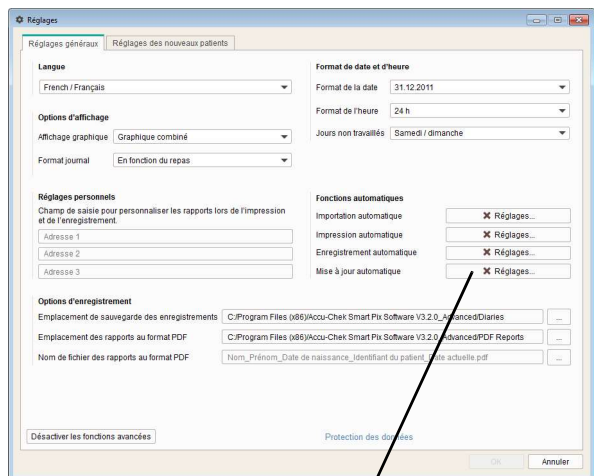 Réglages
Réglages généraux
Réglages des nouveaux patients
Langue
French / Français
Options d'affichage
Affichage graphique Graphique combiné
Format journal En fonction du repas
Format de date et d'heure
Format de la date 31.12.2011
Format de l'heure 24 h
Jours non travaillés Samedi / dimanche
Réglages personnels
Champ de saisie pour personnaliser les rapports lors de l'impression
et de l'enregistrement.
Adresse 1
Adresse 2
Adresse 3
Fonctions automatiques
Importation automatique Réglages...
Impression automatique Réglages...
Enregistrement automatique Réglages...
Mise à jour automatique Réglages...
Options d'enregistrement
Emplacement de sauvegarde des enregistrements C:/Program Files (x86)/Accu-Chek Smart Pix Software V3.2.0_Advanced/Diaries ...
Emplacement des rapports au format PDF C:/Program Files (x86)/Accu-Chek Smart Pix Software V3.2.0_Advanced/PDF Reports ...
Nom de fichier des rapports au format PDF Nom_Prénom_Date de naissance_Identifiant du patient_Date actuelle.pdf ...
Désactiver les fonctions avancées
Protection des données
OK Annuler